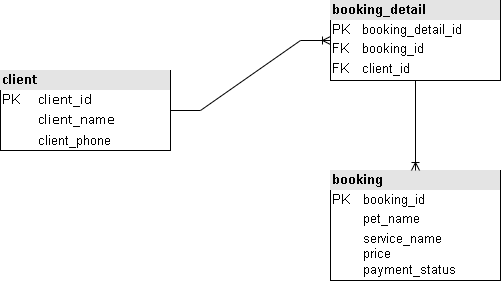 booking_detail
PK booking_detail_id
FK booking_id
FK client_id
client
PK client_id
client_name
client_phone
booking
PK booking_id
pet_name
service_name
price
payment_status